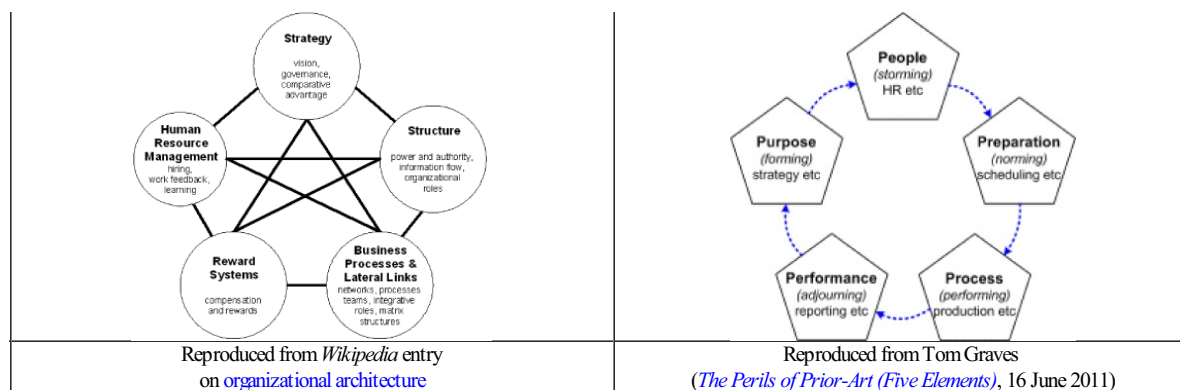 Strategy
vision,
governance,
comparative
advantage
Human
Resource
Management
hiring,
work feedback,
learning
Structure
power and authority,
information flow,
organizational
roles
Reward
Systems
compensation
and rewards
Business
Processes &
Lateral Links
networks, processes
teams, integrative
roles, matrix
structures
Reproduced from Wikipedia entry
on organizational architecture
People
(storming)
HR etc
Purpose
(forming)
strategy etc
Preparation
(norming)
scheduling etc
Performance
(adjourning)
reporting etc
Process
(performing)
production etc
Reproduced from Tom Graves
(The Perils of Prior-Art (Five Elements), 16 June 2011)